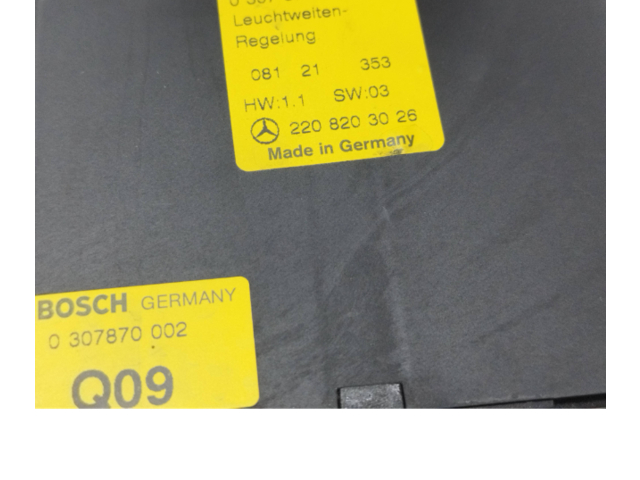 Leuchtweiten-
Regelung
081 21 353
HW:1.1 SW:03
220 820 30 26
Made in Germany
BOSCH GERMANY
0 307870 002
Q09